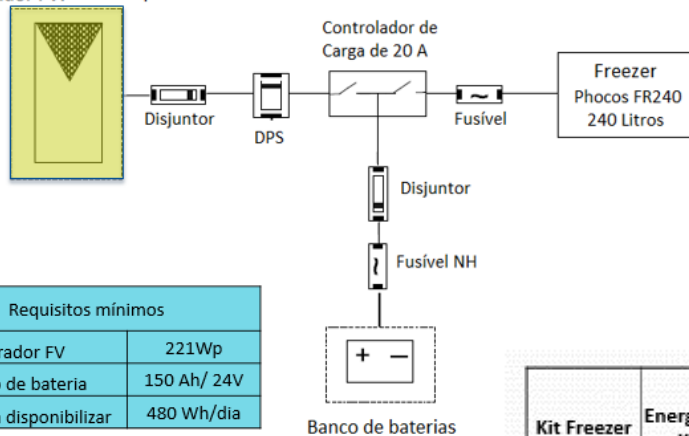 Controlador de
Carga de 20 A
Freezer
Phocos FR240
240 Litros
Disjuntor
DPS
Fusível
Disjuntor
Fusível NH
+ −
Banco de baterias
Requisitos mínimos
FV
221Wp
de bateria
150 Ah/ 24V
disponibilizar
480 Wh/dia
Kit Freezer